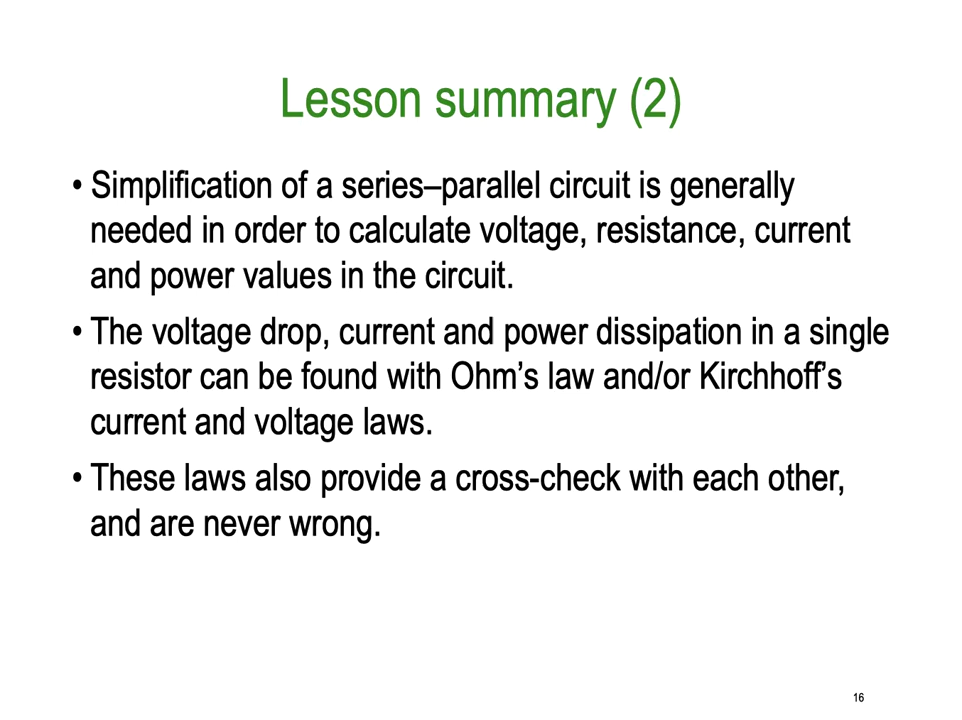 Lesson summary (2)
• Simplification of a series–parallel circuit is generally
needed in order to calculate voltage, resistance, current
and power values in the circuit.
• The voltage drop, current and power dissipation in a single
resistor can be found with Ohm’s law and/or Kirchhoff’s
current and voltage laws.
• These laws also provide a cross-check with each other,
and are never wrong.
16